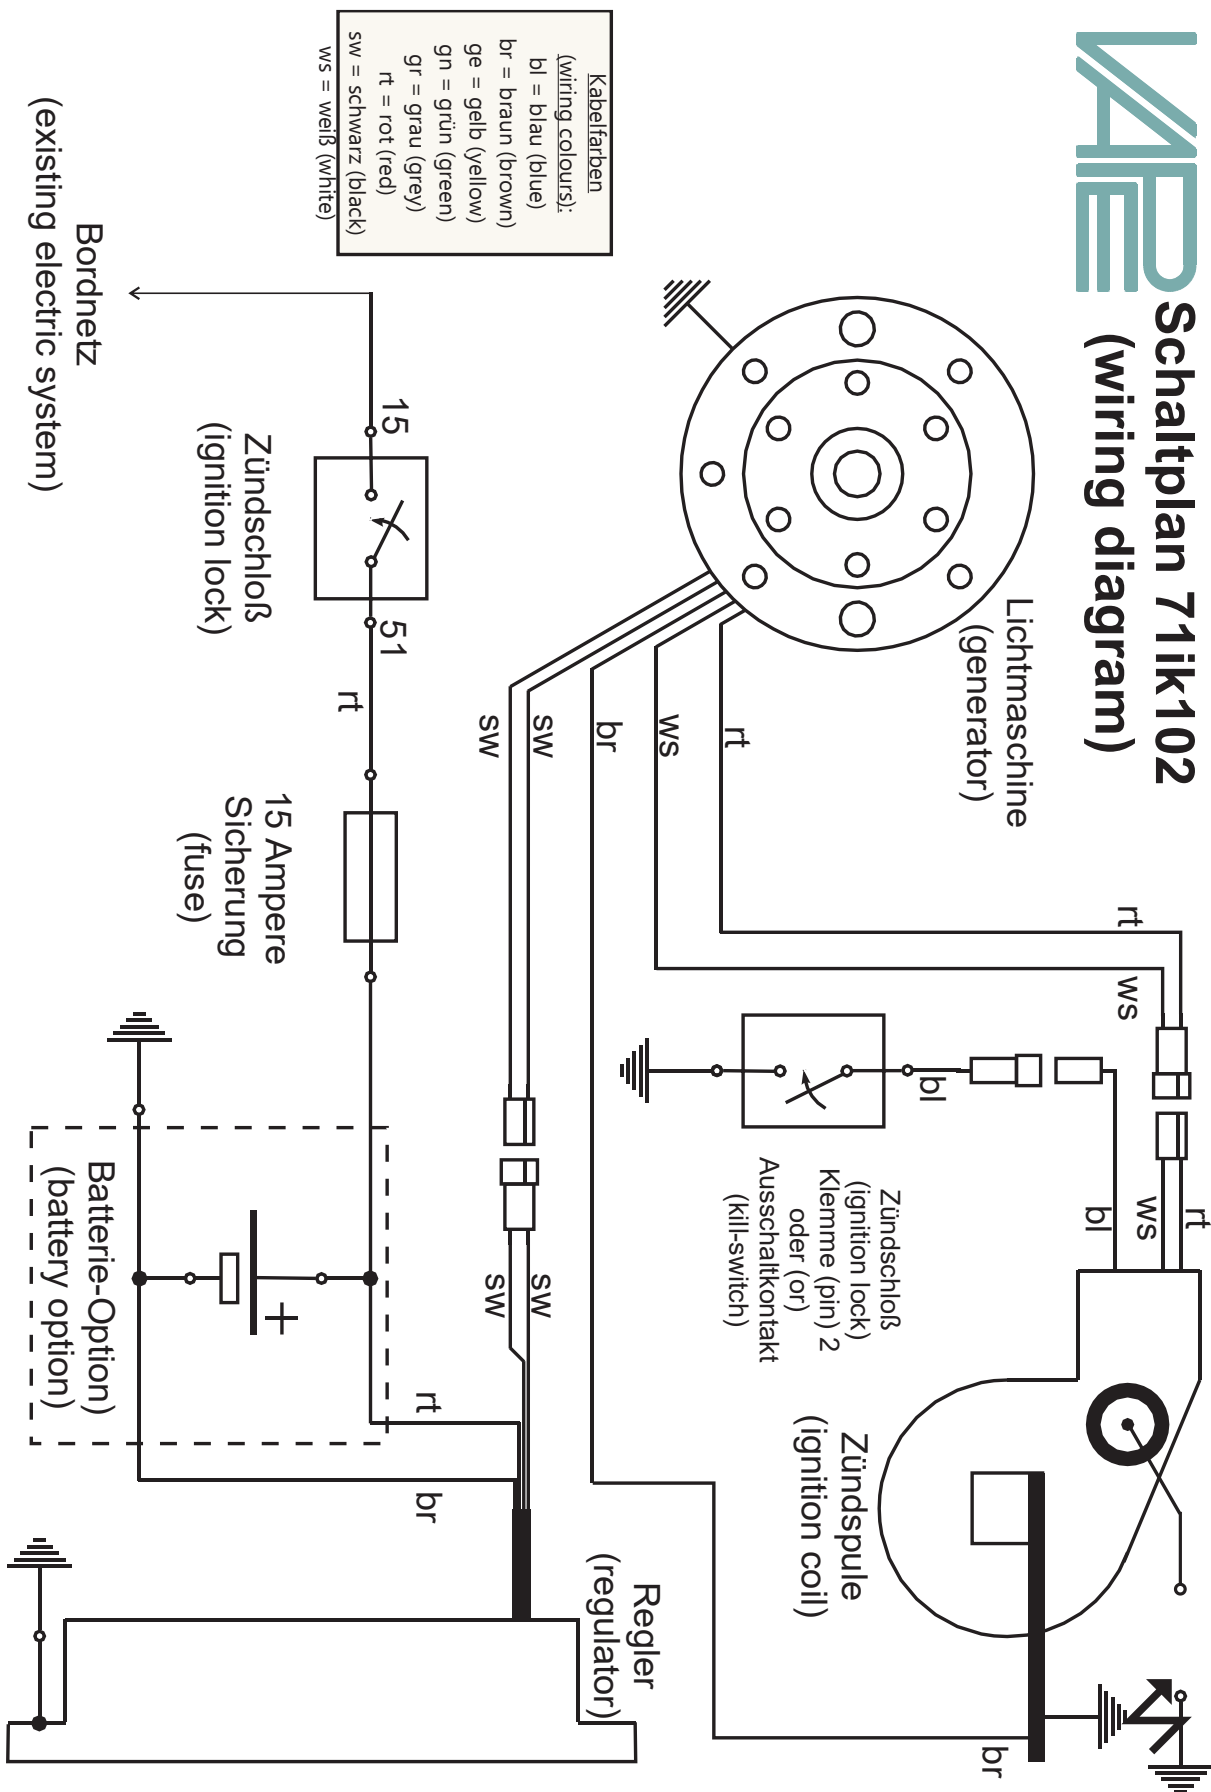 VAPE
Schaltplan 71ik102
(wiring diagram)
Lichtmaschine
(generator)
rt
ws
rt
ws
br
sw
sw
rt
ws
bl
bl
Zündschloß
(ignition lock)
Klemme (pin) 2
oder (or)
Ausschaltkontakt
(kill-switch)
Zündspule
(ignition coil)
br
sw
sw
Regler
(regulator)
rt
br
Kabelfarben
(wiring colours):
bl = blau (blue)
br = braun (brown)
ge = gelb (yellow)
gn = grün (green)
gr = grau (grey)
rt = rot (red)
sw = schwarz (black)
ws = weiß (white)
15
51
rt
Zündschloß
(ignition lock)
15 Ampere
Sicherung
(fuse)
+
Batterie-Option)
(battery option)
Bordnetz
(existing electric system)